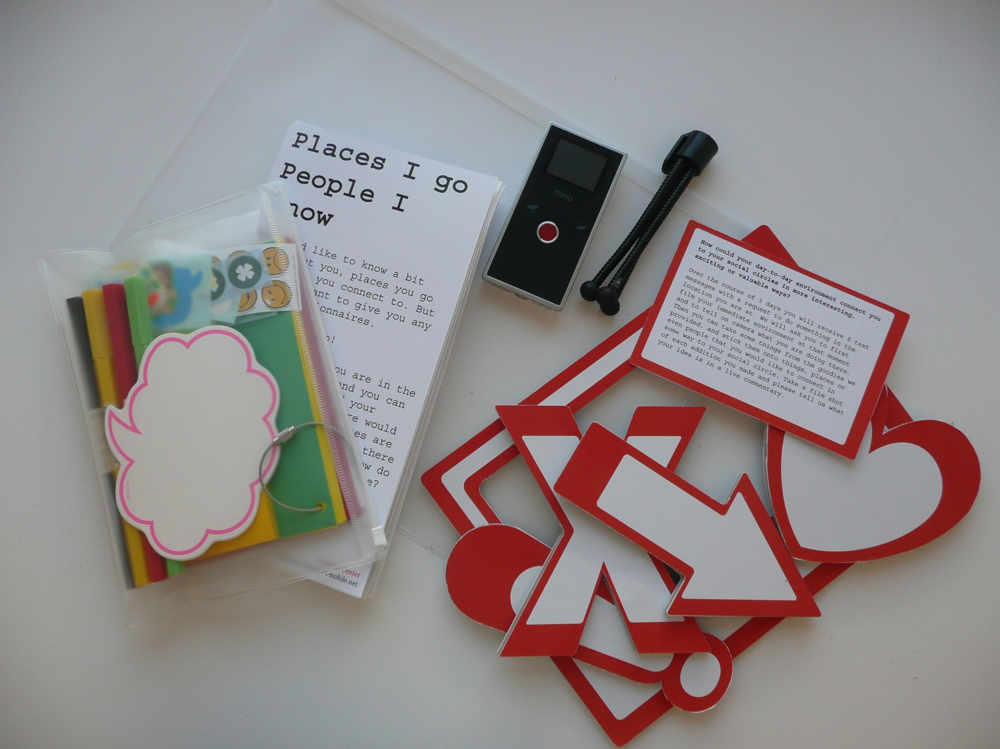 Places I go
People I
now
d like to know a bit
t you, places you go
you connect to. But
ant to give you any
onnaires.
o!
ou are in the
and you can
your
re would
es are
there
ow do
e?
Center
-mobile.net
mino
How could your day-to-day environment connect you
to your social circles in more interesting,
exciting or valuable ways?
Over the course of 3 days you will receive 6 text
messages with a request to do something in the
location you are at. We will ask you to first
film your immediate environment at that moment
and to tell on camera what you are doing there.
Then you can take some things from the goodies we
provided, and stick them onto things, places or
even people that you would like to connect in
some way to your social circle. Take a film shot
of each addition you made and please tell us what
your idea is in a live commentary.